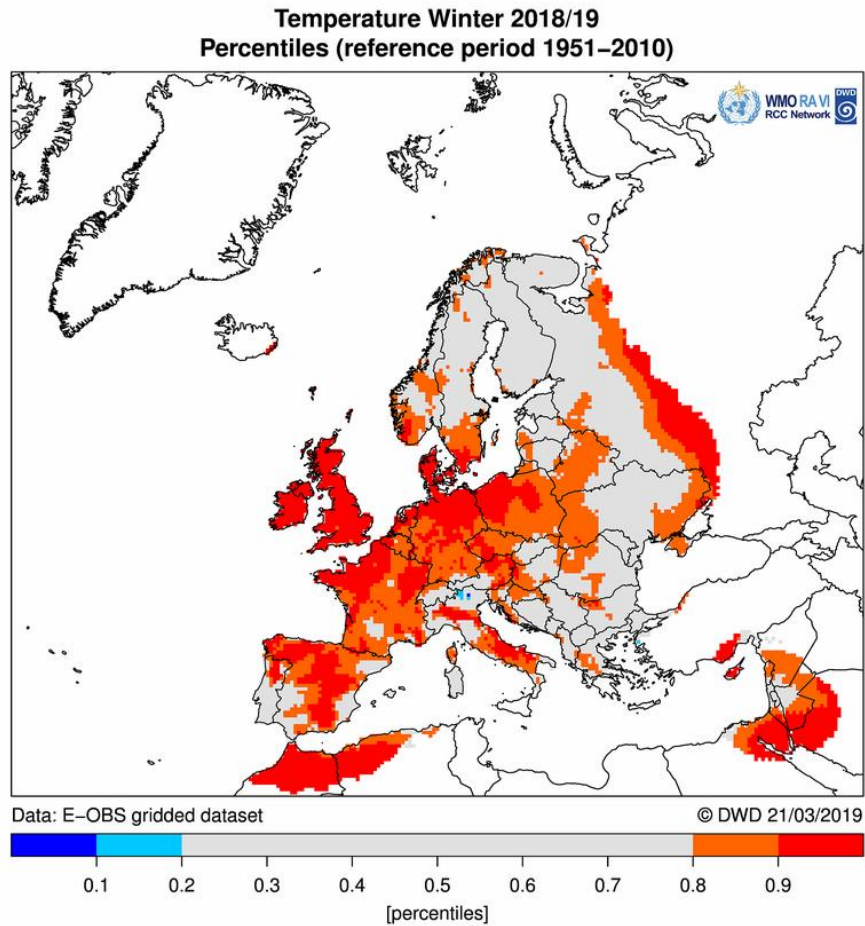 Temperature Winter 2018/19
Percentiles (reference period 1951−2010)
WMO RA VI
RCC Network
DWD
Data: E−OBS gridded dataset
© DWD 21/03/2019
0.1 0.2 0.3 0.4 0.5 0.6 0.7 0.8 0.9
[percentiles]